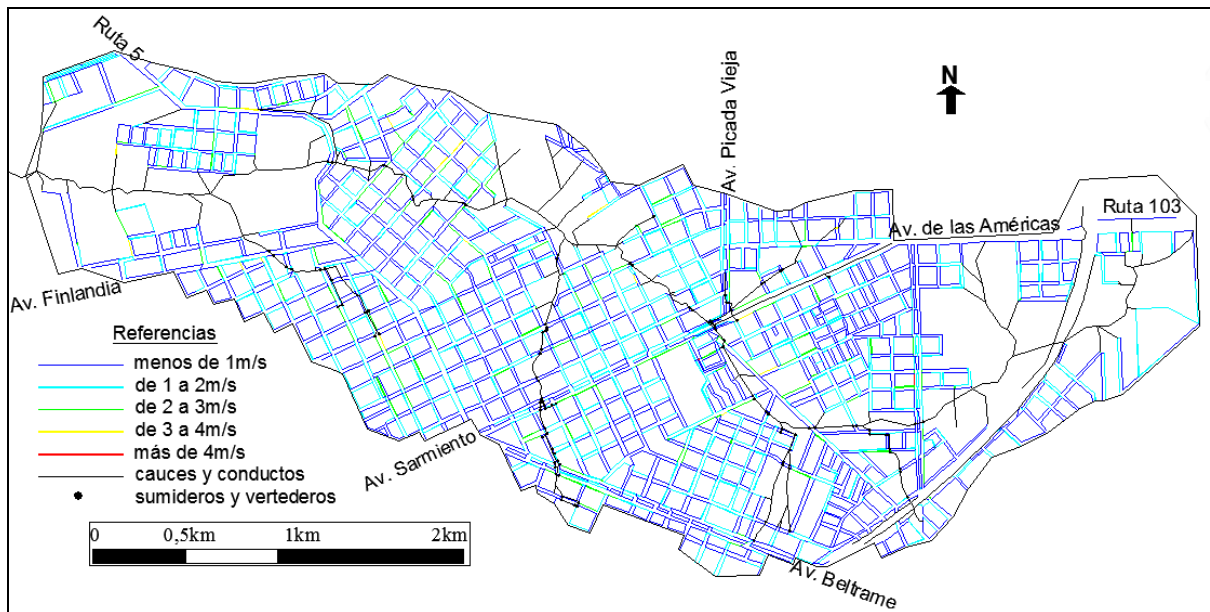 Ruta 5
Av. Picada Vieja
N
Ruta 103
Av. de las Américas
Av. Finlandia
Referencias
menos de 1m/s
de 1 a 2m/s
de 2 a 3m/s
de 3 a 4m/s
más de 4m/s
cauces y conductos
sumideros y vertederos
Av. Sarmiento
0 0,5km 1km 2km
Av. Beltrame